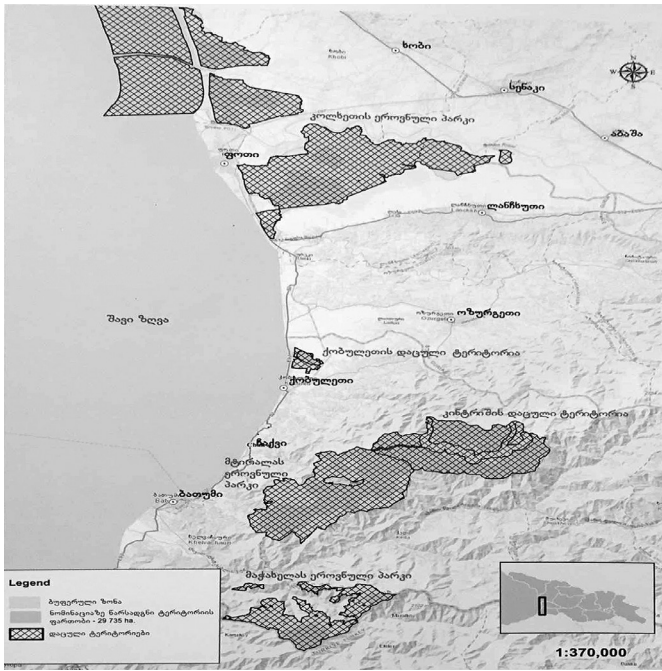 ხობი
სენაკი
აბაშა
N
W
E
S
კოლხეთის ეროვნული პარკი
ფოთი
ლანჩხუთი
შავი ზღვა
ოზურგეთი
ქობულეთის დაცული ტერიტორია
ქობულეთი
კინტრიშის დაცული ტერიტორია
ჩაქვი
მტირალას
ეროვნული
პარკი
ბათუმი
მაჭახელას ეროვნული პარკი
Legend
ბუფერული ზონა
ნომინაციაზე წარსადგნი ტერიტორიის
ფართობი - 29 735 ha.
დაცული ტერიტორიები
1:370,000